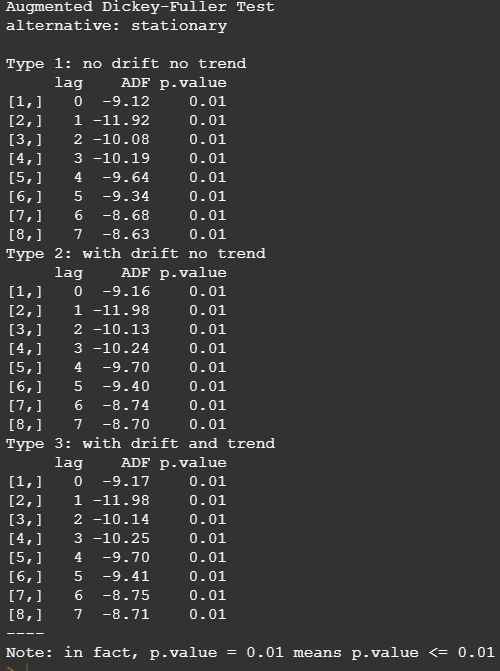 Augmented Dickey-Fuller Test
alternative: stationary

Type 1: no drift no trend
     lag    ADF p.value
[1,]   0  -9.12    0.01
[2,]   1 -11.92    0.01
[3,]   2 -10.08    0.01
[4,]   3 -10.19    0.01
[5,]   4  -9.64    0.01
[6,]   5  -9.34    0.01
[7,]   6  -8.68    0.01
[8,]   7  -8.63    0.01
Type 2: with drift no trend
     lag    ADF p.value
[1,]   0  -9.16    0.01
[2,]   1 -11.98    0.01
[3,]   2 -10.13    0.01
[4,]   3 -10.24    0.01
[5,]   4  -9.70    0.01
[6,]   5  -9.40    0.01
[7,]   6  -8.74    0.01
[8,]   7  -8.70    0.01
Type 3: with drift and trend
     lag    ADF p.value
[1,]   0  -9.17    0.01
[2,]   1 -11.98    0.01
[3,]   2 -10.14    0.01
[4,]   3 -10.25    0.01
[5,]   4  -9.70    0.01
[6,]   5  -9.41    0.01
[7,]   6  -8.75    0.01
[8,]   7  -8.71    0.01
----
Note: in fact, p.value = 0.01 means p.value <= 0.01
>